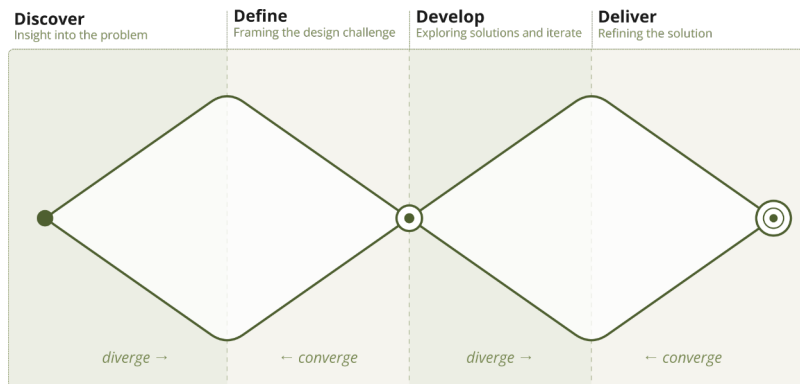 Discover
Insight into the problem
Define
Framing the design challenge
Develop
Exploring solutions and iterate
Deliver
Refining the solution
diverge →
← converge
diverge →
← converge